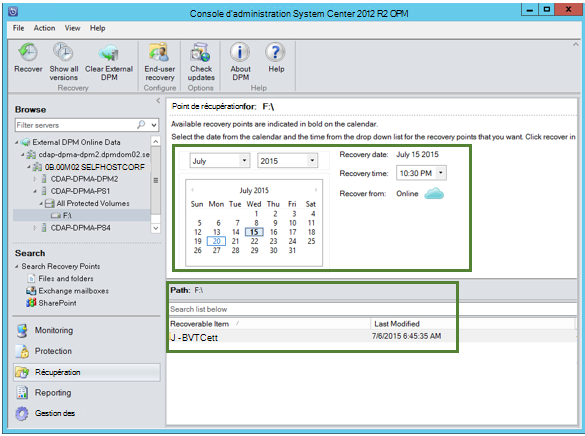 Console d'administration System Center 2012 R2 OPM
File Action View Help
Recover Show all versions Clear External DPM End-user recovery Check updates About DPM Help
Recovery Configure Options Help
Browse
Filter servers
External DPM Online Data
cdap-dpma-dpm2.dpmdom02.se
0B.00M02 SELFHOSTCORF
CDAP-DPMA-DPM2
CDAP-DPMA-PS1
All Protected Volumes
F:\
CDAP-DPMA-PS4
Search
Search Recovery Points
Files and folders
Exchange mailboxes
SharePoint
Monitoring
Protection
Récupération
Reporting
Gestion des
Point de récupérationfor: F:\
Available recovery points are indicated in bold on the calendar.
Select the date from the calendar and the time from the drop down list for the recovery points that you want. Click recover in
July 2015
Recovery date: July 15 2015
Recovery time: 10:30 PM
Recover from: Online
July 2015
Sun Mon Tue Wed Thu Fri Sat
1 2 3 4
5 6 7 8 9 10 11
12 13 14 15 16 17 18
19 20 21 22 23 24 25
26 27 28 29 30 31
Path: F:\
Search list below
Recoverable Item / Last Modified
J -BVTCett 7/6/2015 6:45:35 AM